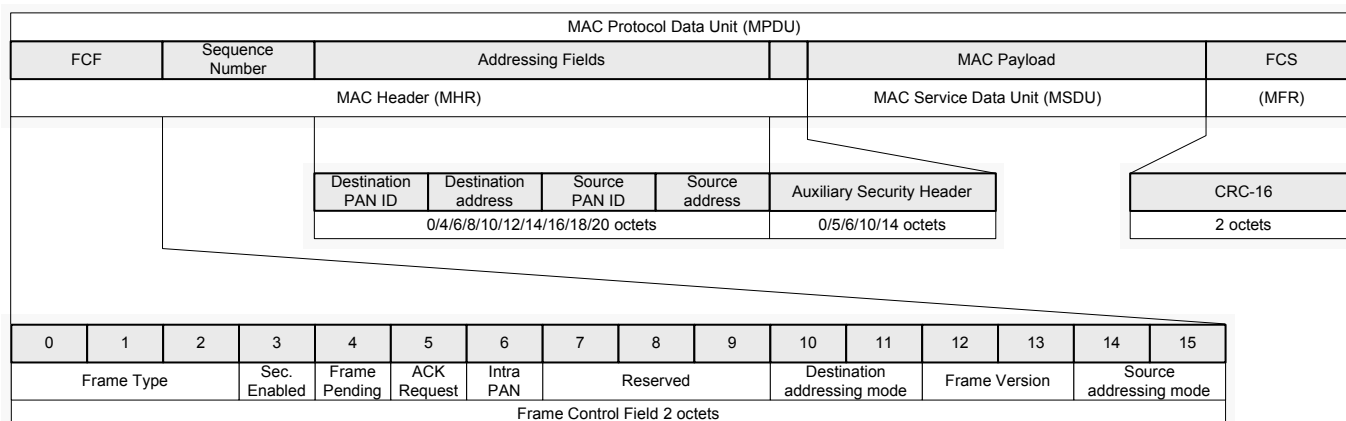 MAC Protocol Data Unit (MPDU)
FCF Sequence Number Addressing Fields MAC Payload FCS
MAC Header (MHR) MAC Service Data Unit (MSDU) (MFR)
Destination PAN ID Destination address Source PAN ID Source address Auxiliary Security Header CRC-16
0/4/6/8/10/12/14/16/18/20 octets 0/5/6/10/14 octets 2 octets
0 1 2 3 4 5 6 7 8 9 10 11 12 13 14 15
Frame Type Sec. Enabled Frame Pending ACK Request Intra PAN Reserved Destination addressing mode Frame Version Source addressing mode
Frame Control Field 2 octets